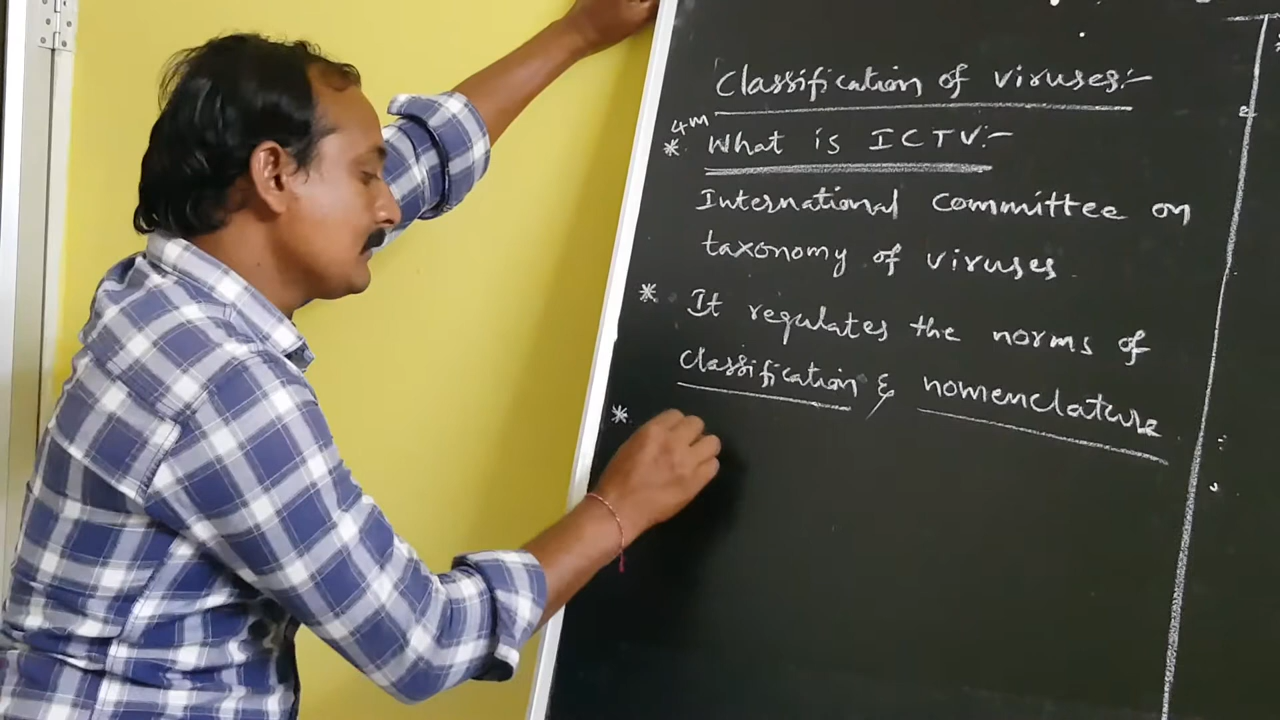 Classification of viruses:-
4m
* What is ICTV:-
International committee on
taxonomy of viruses
* It regulates the norms of
classification & nomenclature
*